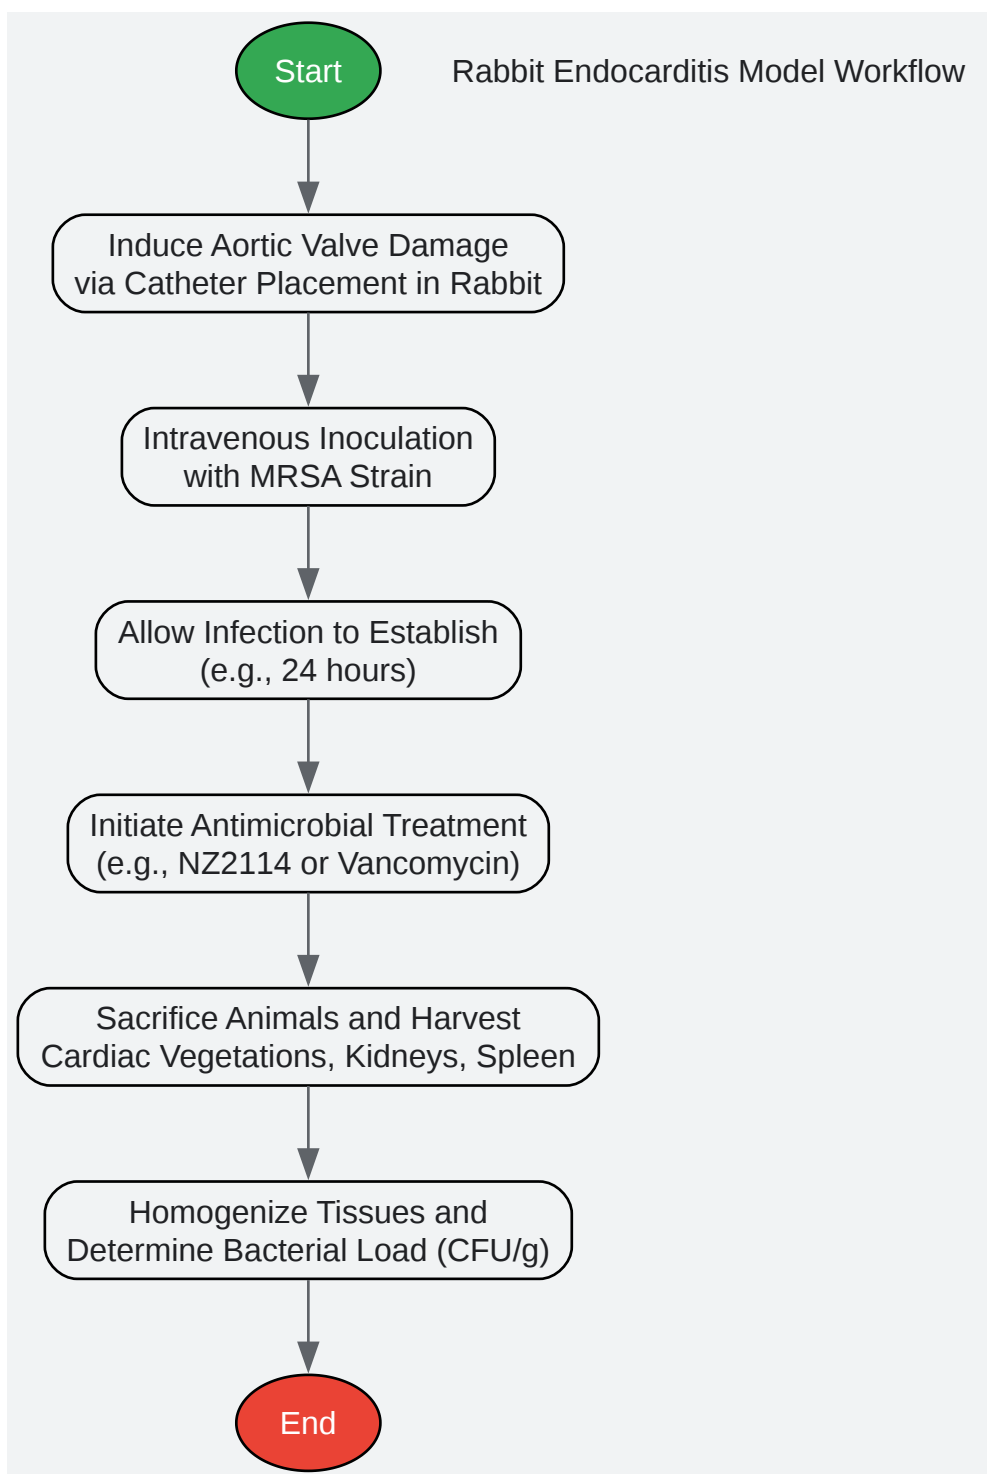 Start
Rabbit Endocarditis Model Workflow
Induce Aortic Valve Damage
via Catheter Placement in Rabbit
Intravenous Inoculation
with MRSA Strain
Allow Infection to Establish
(e.g., 24 hours)
Initiate Antimicrobial Treatment
(e.g., NZ2114 or Vancomycin)
Sacrifice Animals and Harvest
Cardiac Vegetations, Kidneys, Spleen
Homogenize Tissues and
Determine Bacterial Load (CFU/g)
End